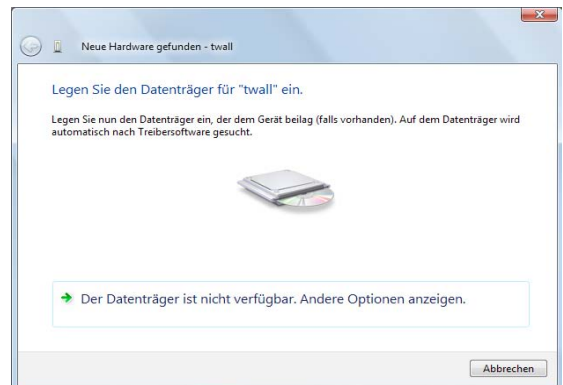 Neue Hardware gefunden - twall
Legen Sie den Datenträger für "twall" ein.
Legen Sie nun den Datenträger ein, der dem Gerät beilag (falls vorhanden). Auf dem Datenträger wird
automatisch nach Treibersoftware gesucht.
Der Datenträger ist nicht verfügbar. Andere Optionen anzeigen.
Abbrechen